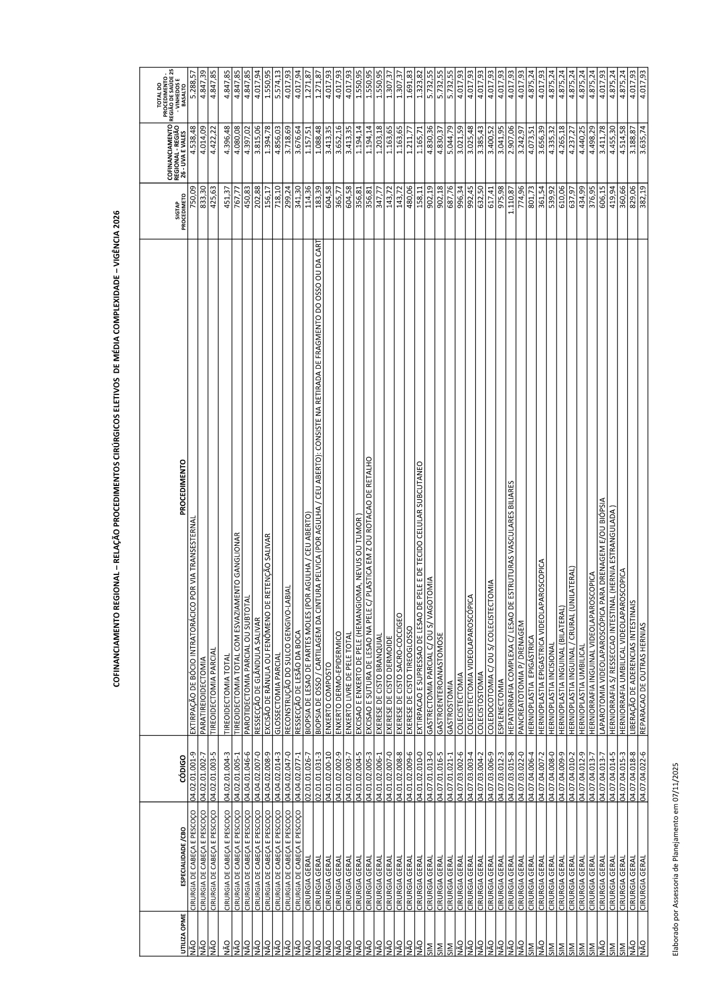 COFINANCIAMENTO REGIONAL – RELAÇÃO PROCEDIMENTOS CIRÚRGICOS ELETIVOS  DE MÉDIA COMPLEXIDADE – VIGÊNCIA 2026
UTILIZA OPME ESPECIALIDADE /CBO CÓDIGO PROCEDIMENTO SIGTAP PROCEDIMETO COFINANCIAMENTO REGIONAL - REGIÃO 26 - UVA E VALES TOTAL DO PROCEDIMENTO - REGIÃO DE SAÚDE 25 - VINHEDOS E BASALTO
NÃO CIRURGIA DE CABEÇA E PESCOÇO 04.02.01.001-9 EXTIRPAÇÃO DE BÓCIO INTRATORÁCICO POR VIA TRANSESTERNAL 750,09 4.538,48 5.288,57
NÃO CIRURGIA DE CABEÇA E PESCOÇO 04.02.01.002-7 PARATIREIOIDECTOMIA 833,30 4.014,09 4.847,39
NÃO CIRURGIA DE CABEÇA E PESCOÇO 04.02.01.003-5 TIREOIDECTOMIA PARCIAL 425,63 4.422,22 4.847,85
NÃO CIRURGIA DE CABEÇA E PESCOÇO 04.02.01.004-3 TIREOIDECTOMIA TOTAL 451,37 4.396,48 4.847,85
NÃO CIRURGIA DE CABEÇA E PESCOÇO 04.02.01.005-1 TIREOIDECTOMIA TOTAL COM ESVAZIAMENTO GANGLIONAR 767,77 4.080,08 4.847,85
NÃO CIRURGIA DE CABEÇA E PESCOÇO 04.04.01.046-6 PAROTIDECTOMIA PARCIAL OU SUBTOTAL 450,83 4.397,02 4.847,85
NÃO CIRURGIA DE CABEÇA E PESCOÇO 04.04.02.007-0 RESSECÇÃO DE GLÂNDULA SALIVAR 202,88 3.815,06 4.017,94
NÃO CIRURGIA DE CABEÇA E PESCOÇO 04.04.02.008-9 EXCISÃO DE RÂNULA OU FENÔMENO DE RETENÇÃO SALIVAR 156,17 1.394,78 1.550,95
NÃO CIRURGIA DE CABEÇA E PESCOÇO 04.04.02.014-3 GLOSSECTOMIA PARCIAL 718,10 4.856,03 5.574,13
NÃO CIRURGIA DE CABEÇA E PESCOÇO 04.04.02.047-0 RECONSTRUÇÃO DO SULCO GENGIVO-LABIAL 299,24 3.718,69 4.017,93
NÃO CIRURGIA DE CABEÇA E PESCOÇO 04.04.02.077-1 RESSECÇÃO DE LESÃO DA BOCA 341,30 3.676,64 4.017,94
NÃO CIRURGIA GERAL 02.01.01.026-7 BIOPSIA DE LESAO DE PARTES MOLES (POR AGULHA / CEU ABERTO) 114,36 1.157,51 1.271,87
NÃO CIRURGIA GERAL 02.01.01.031-3 BIOPSIA DE OSSO / CARTILAGEM DA CINTURA PELVICA (POR AGULHA / CEU ABERTO): CONSISTE NA RETIRADA DE FRAGMENTO DO OSSO OU DA CART 183,39 1.088,48 1.271,87
NÃO CIRURGIA GERAL 04.01.02.000-10 ENXERTO COMPOSTO 604,58 3.413,35 4.017,93
NÃO CIRURGIA GERAL 04.01.02.002-9 ENXERTO DERMO-EPIDERMICO 365,77 3.652,16 4.017,93
NÃO CIRURGIA GERAL 04.01.02.003-7 ENXERTO LIVRE DE PELE TOTAL 604,58 3.413,35 4.017,93
NÃO CIRURGIA GERAL 04.01.02.004-5 EXCISAO E ENXERTO DE PELE (HEMANGIOMA, NEVUS OU TUMOR ) 356,81 1.194,14 1.550,95
NÃO CIRURGIA GERAL 04.01.02.005-3 EXCISAO E SUTURA DE LESAO NA PELE C/ PLASTICA EM Z OU ROTACAO DE RETALHO 356,81 1.194,14 1.550,95
NÃO CIRURGIA GERAL 04.01.02.006-1 EXERESE DE CISTO BRANQUIAL 347,77 1.203,18 1.550,95
NÃO CIRURGIA GERAL 04.01.02.007-0 EXERESE DE CISTO DERMOIDE 143,72 1.163,65 1.307,37
NÃO CIRURGIA GERAL 04.01.02.008-8 EXERESE DE CISTO SACRO-COCCIGEO 143,72 1.163,65 1.307,37
NÃO CIRURGIA GERAL 04.01.02.009-6 EXERESE DE CISTO TIREOGLOSSO 480,06 1.211,77 1.691,83
NÃO CIRURGIA GERAL 04.01.02.010-0 EXTIRPACAO E SUPRESSAO DE LESAO DE PELE E DE TECIDO CELULAR SUBCUTANEO 158,11 1.165,71 1.323,82
SIM CIRURGIA GERAL 04.07.01.013-0 GASTRECTOMIA PARCIAL C/ OU S/ VAGOTOMIA 902,19 4.830,36 5.732,55
SIM CIRURGIA GERAL 04.07.01.016-5 GASTROENTEROANASTOMOSE 902,18 4.830,37 5.732,55
SIM CIRURGIA GERAL 04.07.01.021-1 GASTROSTOMIA 687,76 5.044,79 5.732,55
NÃO CIRURGIA GERAL 04.07.03.002-6 COLECISTECTOMIA 996,34 3.021,59 4.017,93
NÃO CIRURGIA GERAL 04.07.03.003-4 COLECISTECTOMIA VIDEOLAPAROSCÓPICA 992,45 3.025,48 4.017,93
NÃO CIRURGIA GERAL 04.07.03.004-2 COLECISTOSTOMIA 632,50 3.385,43 4.017,93
NÃO CIRURGIA GERAL 04.07.03.006-9 COLEDOCOTOMIA C/ OU S/ COLECISTECTOMIA 617,41 3.400,52 4.017,93
NÃO CIRURGIA GERAL 04.07.03.012-3 ESPLENECTOMIA 975,98 3.041,95 4.017,93
NÃO CIRURGIA GERAL 04.07.03.015-8 HEPATORRAFIA COMPLEXA C/ LESAO DE ESTRUTURAS VASCULARES BILIARES 1.110,87 2.907,06 4.017,93
NÃO CIRURGIA GERAL 04.07.03.022-0 PANCREATOTOMIA P/ DRENAGEM 774,96 3.242,97 4.017,93
SIM CIRURGIA GERAL 04.07.04.006-4 HERNIOPLASTIA  EPIGÁSTRICA 801,73 4.073,51 4.875,24
NÃO CIRURGIA GERAL 04.07.04.007-2 HERNIOPLASTIA EPIGASTRICA VIDEOLAPAROSCOPICA 361,54 3.656,39 4.017,93
SIM CIRURGIA GERAL 04.07.04.008-0 HERNIOPLASTIA INCISIONAL 539,92 4.335,32 4.875,24
SIM CIRURGIA GERAL 04.07.04.009-9 HERNIOPLASTIA INGUINAL (BILATERAL) 610,06 4.265,18 4.875,24
SIM CIRURGIA GERAL 04.07.04.010-2 HERNIOPLASTIA INGUINAL / CRURAL (UNILATERAL) 637,97 4.237,27 4.875,24
SIM CIRURGIA GERAL 04.07.04.012-9 HERNIOPLASTIA UMBILICAL 434,99 4.440,25 4.875,24
SIM CIRURGIA GERAL 04.07.04.013-7 HERNIORRAFIA INGUINAL VIDEOLAPAROSCOPICA 376,95 4.498,29 4.875,24
NÃO CIRURGIA GERAL 04.07.04.013-7 LAPAROTOMIA VIDEOLAPAROSCÓPICA PARA DRENAGEM E/OU BIÓPSIA 606,15 3.411,78 4.017,93
SIM CIRURGIA GERAL 04.07.04.014-5 HERNIORRAFIA S/ RESSECCAO INTESTINAL (HERNIA ESTRANGULADA ) 419,94 4.455,30 4.875,24
SIM CIRURGIA GERAL 04.07.04.015-3 HERNIORRAFIA UMBILICAL VIDEOLAPAROSCOPICA 360,66 4.514,58 4.875,24
NÃO CIRURGIA GERAL 04.07.04.018-8 LIBERAÇÃO DE ADERENCIAS INTESTINAIS 829,06 3.188,87 4.017,93
NÃO CIRURGIA GERAL 04.07.04.022-6 REPARACAO DE OUTRAS HERNIAS 382,19 3.635,74 4.017,93
Elaborado por Assessoria de Planejamento em 07/11/2025